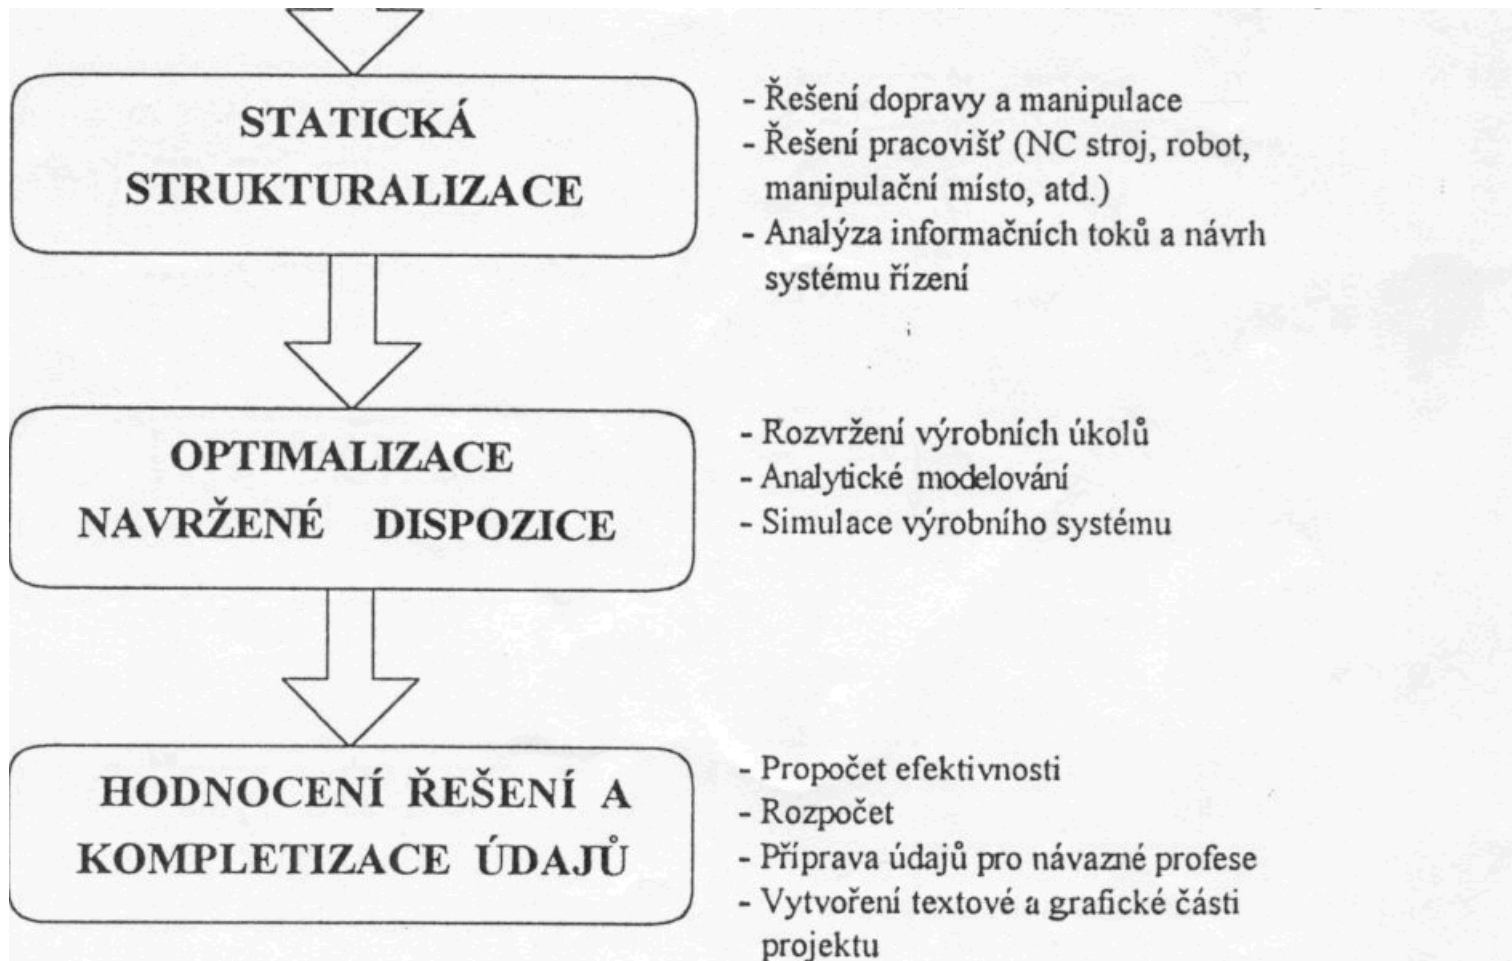 STATICKÁ
STRUKTURALIZACE
- Řešení dopravy a manipulace
- Řešení pracovišť (NC stroj, robot,
manipulační místo, atd.)
- Analýza informačních toků a návrh
systému řízení
OPTIMALIZACE
NAVRŽENÉ DISPOZICE
- Rozvržení výrobních úkolů
- Analytické modelování
- Simulace výrobního systému
HODNOCENÍ ŘEŠENÍ A
KOMPLETIZACE ÚDAJŮ
- Propočet efektivnosti
- Rozpočet
- Příprava údajů pro návazné profese
- Vytvoření textové a grafické části
projektu